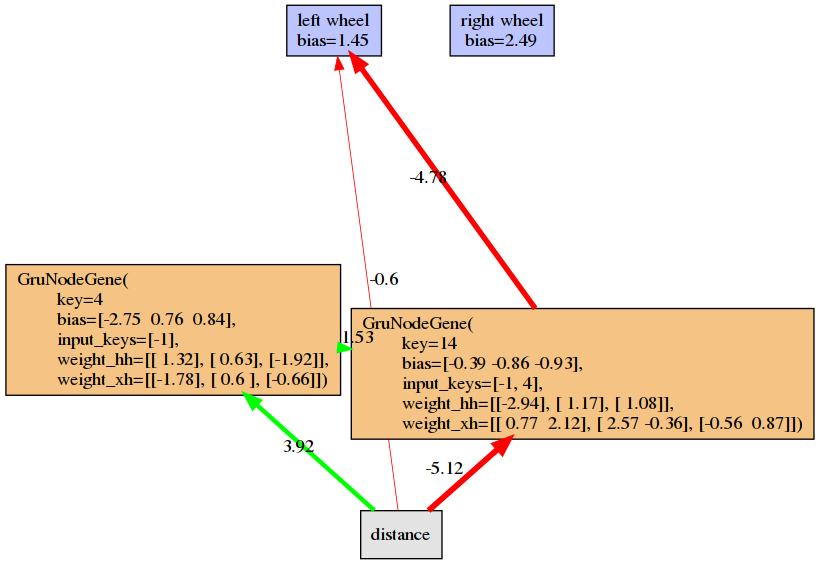 left wheel
bias=1.45
right wheel
bias=2.49
-4.78
-0.6
GruNodeGene(
key=4
bias=[-2.75  0.76  0.84],
input_keys=[-1],
weight_hh=[[ 1.32], [ 0.63], [-1.92]],
weight_xh=[[-1.78], [ 0.6 ], [-0.66]])
1.53
GruNodeGene(
key=14
bias=[-0.39 -0.86 -0.93],
input_keys=[-1, 4],
weight_hh=[[-2.94], [ 1.17], [ 1.08]],
weight_xh=[[ 0.77  2.12], [ 2.57 -0.36], [-0.56  0.87]])
3.92
-5.12
distance